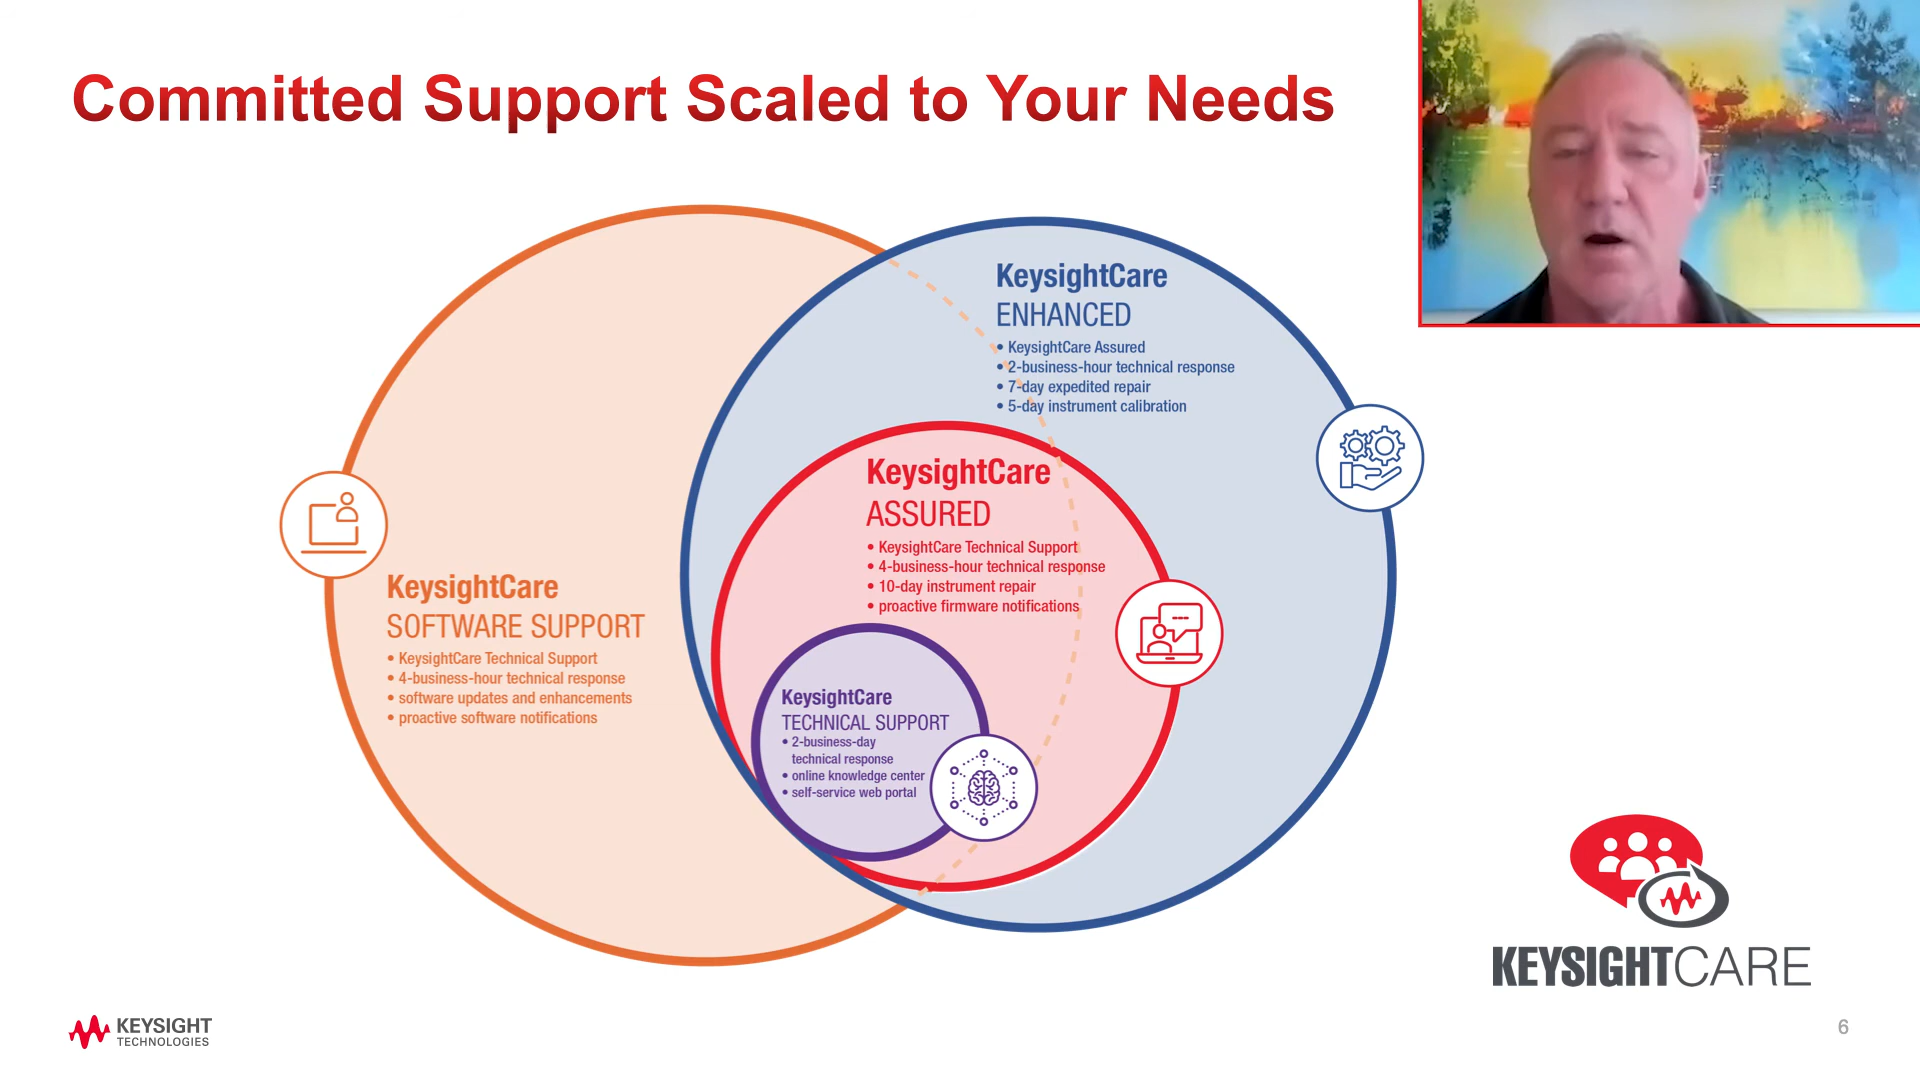 Committed Support Scaled to Your Needs
KeysightCare
ENHANCED
• KeysightCare Assured
• 2-business-hour technical response
• 7-day expedited repair
• 5-day instrument calibration
KeysightCare
ASSURED
• KeysightCare Technical Support
• 4-business-hour technical response
• 10-day instrument repair
• proactive firmware notifications
KeysightCare
SOFTWARE SUPPORT
• KeysightCare Technical Support
• 4-business-hour technical response
• software updates and enhancements
• proactive software notifications
KeysightCare
TECHNICAL SUPPORT
• 2-business-day
technical response
• online knowledge center
• self-service web portal
KEYSIGHTCARE
KEYSIGHT
TECHNOLOGIES
6